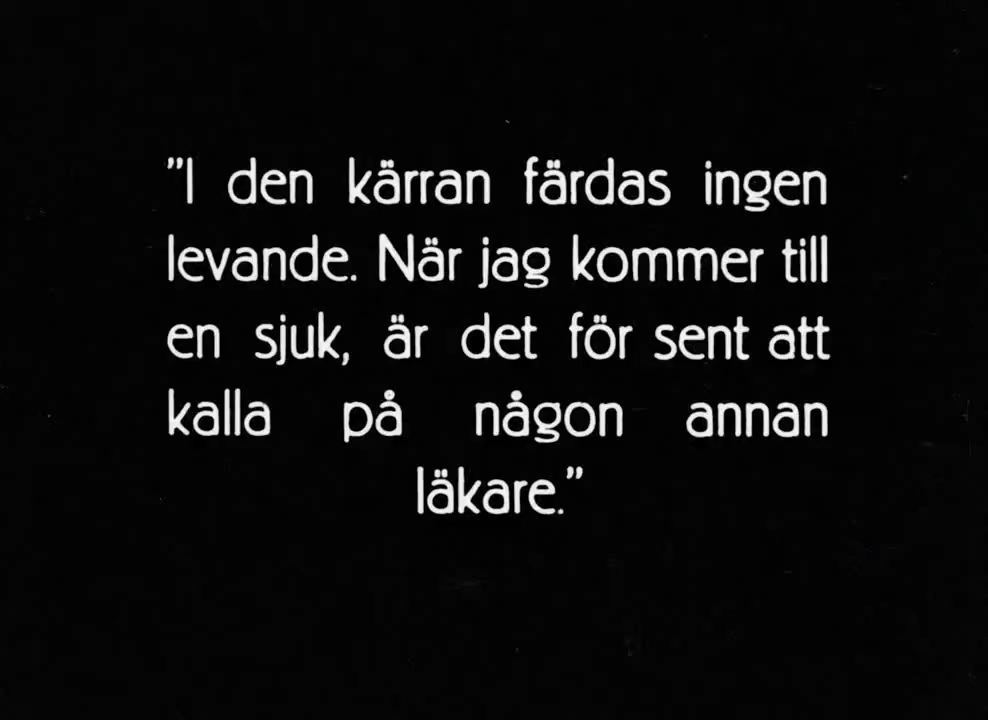 "I den kärran färdas ingen
levande. När jag kommer till
en sjuk, är det för sent att
kalla på någon annan
läkare."